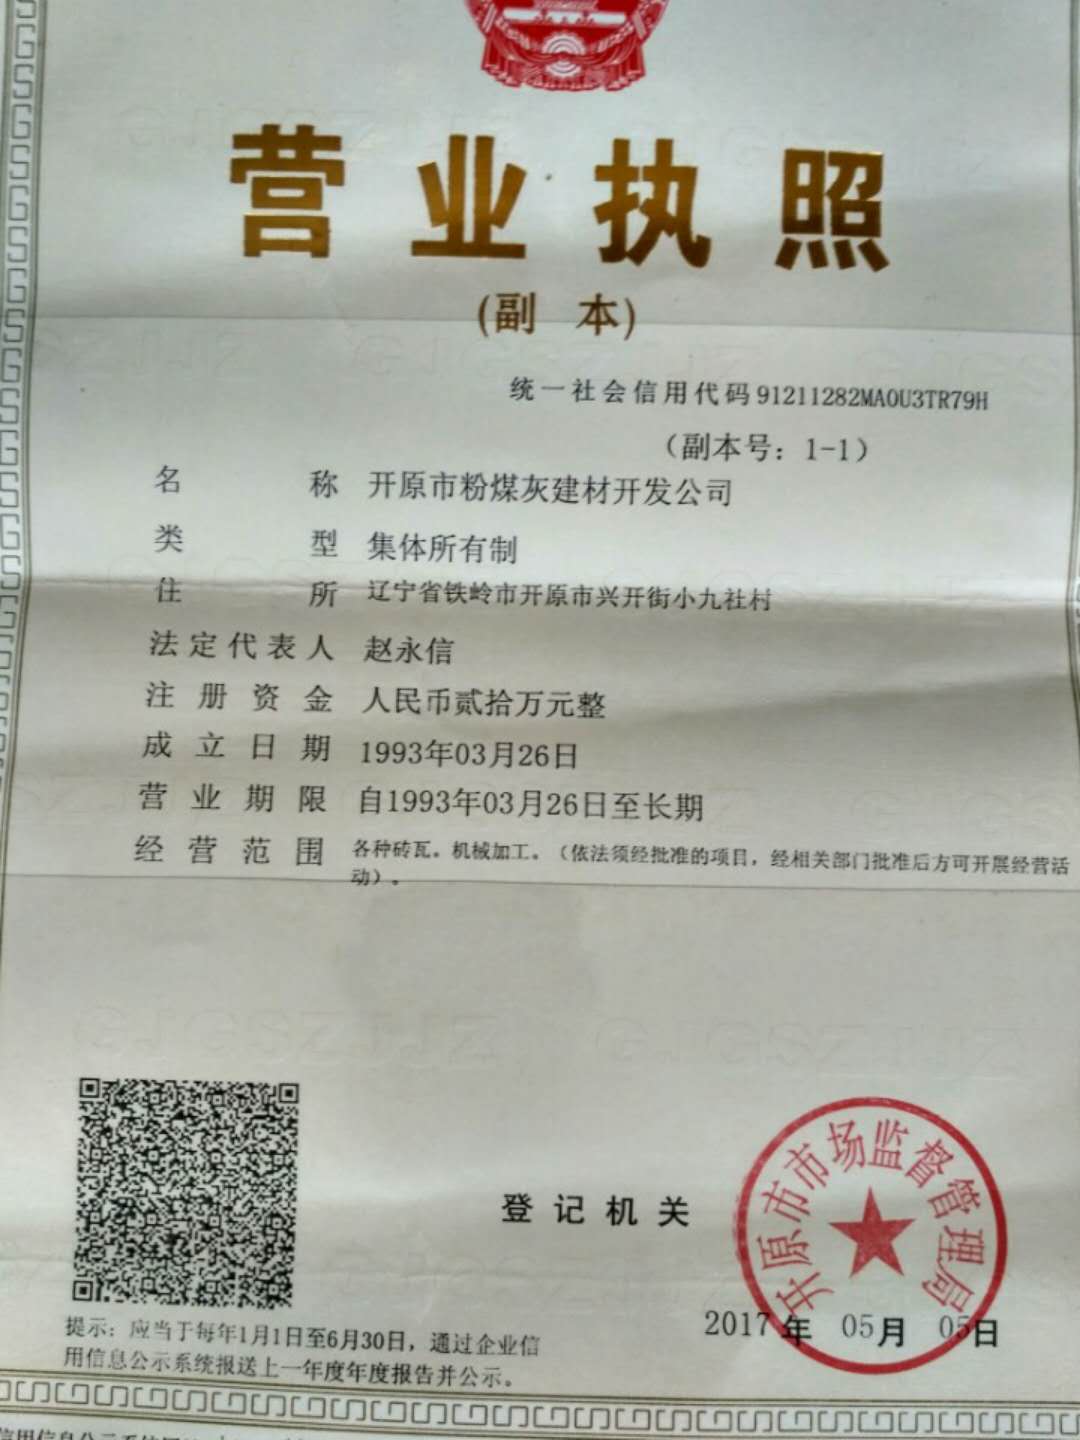 营业执照
(副 本)
统一社会信用代码 91211282MA0U3TR79H
（副本号：1-1）
名称 开原市粉煤灰建材开发公司
类型 集体所有制
住所 辽宁省铁岭市开原市兴开街小九社村
法定代表人 赵永信
注册资金 人民币贰拾万元整
成立日期 1993年03月26日
营业期限 自1993年03月26日至长期
经营范围 各种砖瓦。机械加工。（依法须经批准的项目，经相关部门批准后方可开展经营活
动）。
登记机关
开原市市场监督管理局
2017年 05月 05日
提示：应当于每年1月1日至6月30日，通过企业信
用信息公示系统报送上一年度年度报告并公示。